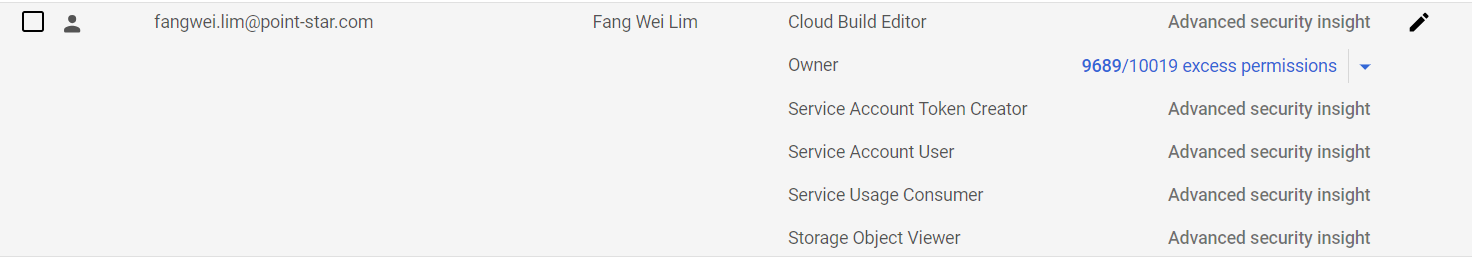 fangwei.lim@point-star.com Fang Wei Lim Cloud Build Editor Advanced security insight
Owner 9689/10019 excess permissions
Service Account Token Creator Advanced security insight
Service Account User Advanced security insight
Service Usage Consumer Advanced security insight
Storage Object Viewer Advanced security insight